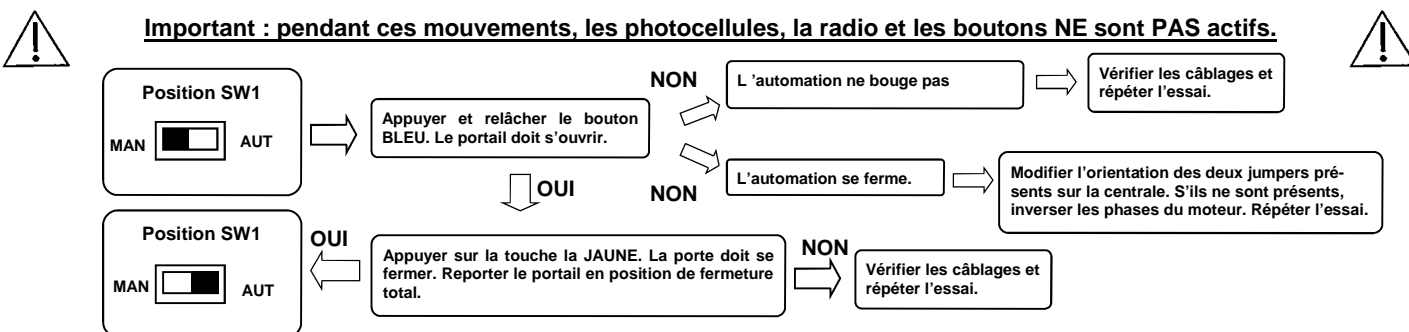 Important : pendant ces mouvements, les photocellules, la radio et les boutons NE sont PAS actifs.
Position SW1
MAN
AUT
Appuyer et relâcher le bouton
BLEU. Le portail doit s'ouvrir.
NON
L 'automation ne bouge pas
Vérifier les câblages et
répéter l'essai.
NON
L'automation se ferme.
Modifier l'orientation des deux jumpers pré-
sents sur la centrale. S'ils ne sont présents,
inverser les phases du moteur. Répéter l'essai.
OUI
Appuyer sur la touche la JAUNE. La porte doit se
fermer. Reporter le portail en position de fermeture
total.
NON
Vérifier les câblages et
répéter l'essai.
OUI
Position SW1
MAN
AUT